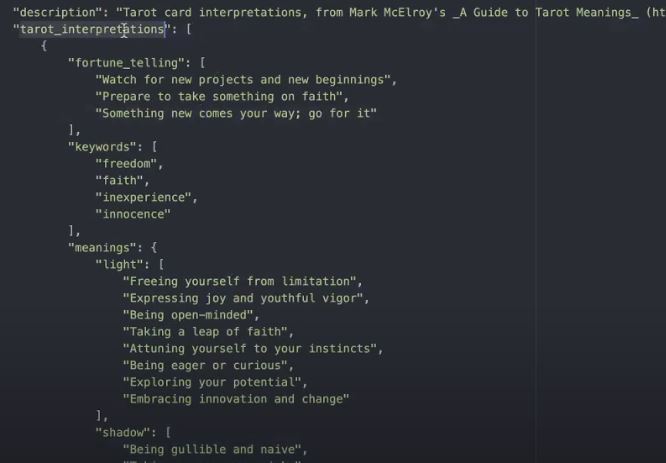 "description": "Tarot card interpretations, from Mark McElroy's _A Guide to Tarot Meanings_ (ht
"tarot_interpretations": [
{
"fortune_telling": [
"Watch for new projects and new beginnings",
"Prepare to take something on faith",
"Something new comes your way; go for it"
],
"keywords": [
"freedom",
"faith",
"inexperience",
"innocence"
],
"meanings": {
"light": [
"Freeing yourself from limitation",
"Expressing joy and youthful vigor",
"Being open-minded",
"Taking a leap of faith",
"Attuning yourself to your instincts",
"Being eager or curious",
"Exploring your potential",
"Embracing innovation and change"
],
"shadow": [
"Being gullible and naive",